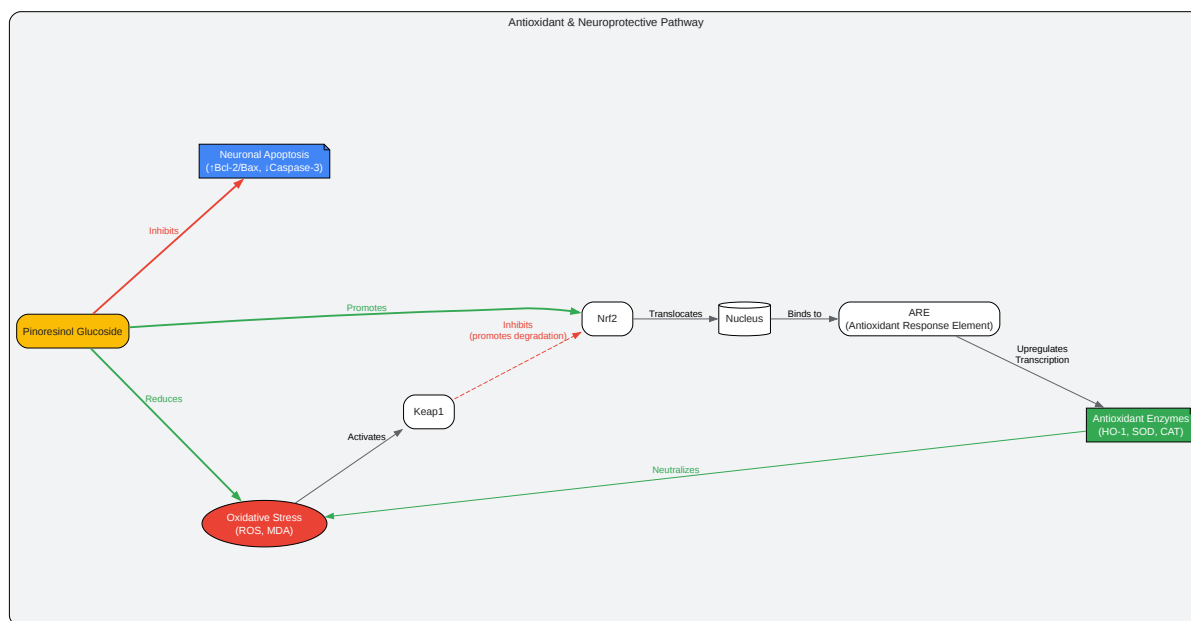 Antioxidant & Neuroprotective Pathway
Neuronal Apoptosis
(↑Bcl-2/Bax, ↓Caspase-3)
Inhibits
Promotes
Pinoresinol Glucoside
Inhibits
(promotes degradation)
Nrf2
Translocates
Nucleus
Binds to
ARE
(Antioxidant Response Element)
Upregulates
Transcription
Reduces
Keap1
Activates
Antioxidant Enzymes
(HO-1, SOD, CAT)
Neutralizes
Oxidative Stress
(ROS, MDA)